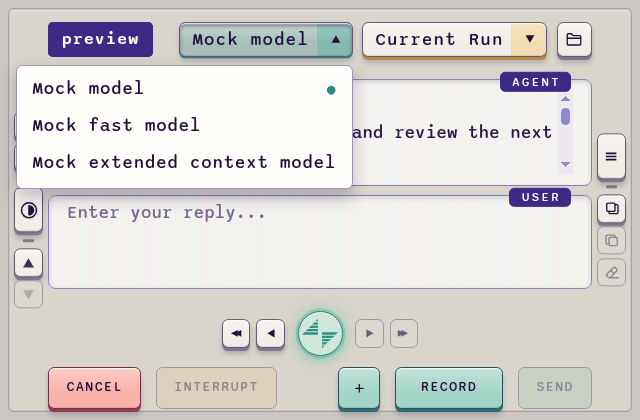 preview
Mock model
Current Run
Mock model
Mock fast model
Mock extended context model
AGENT
and review the next
USER
Enter your reply...
CANCEL
INTERRUPT
+
RECORD
SEND